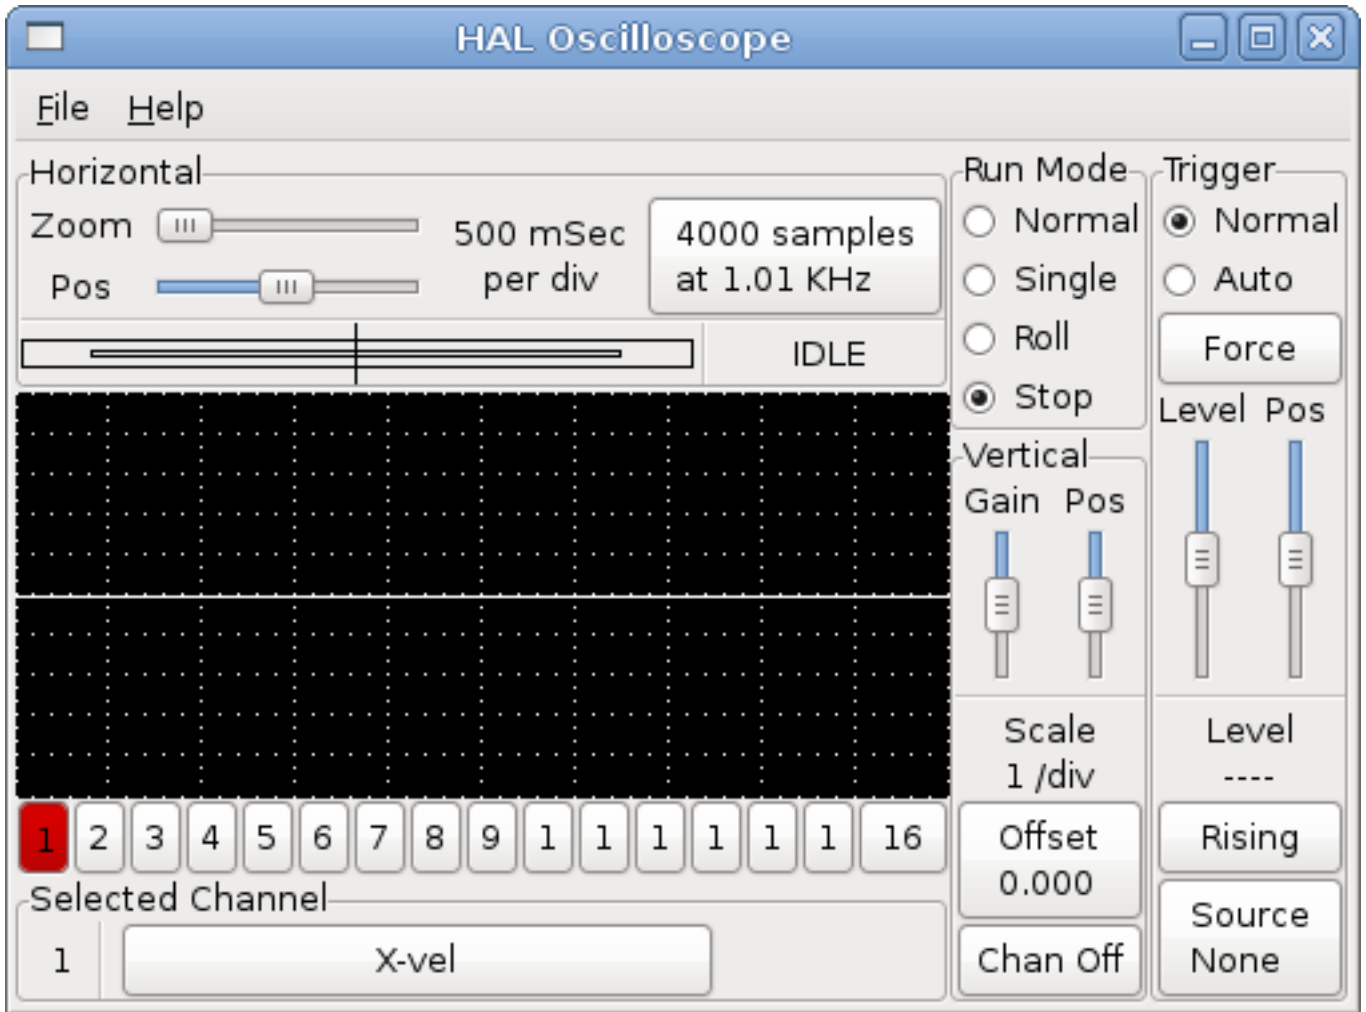 HAL Oscilloscope
File Help
Horizontal
Zoom
Pos
500 mSec
per div
4000 samples
at 1.01 KHz
IDLE
Run Mode
Normal
Single
Roll
Stop
Trigger
Normal
Auto
Force
Level Pos
Vertical
Gain Pos
Scale
1 /div
Offset
0.000
Chan Off
Level
----
Rising
Source
None
1 2 3 4 5 6 7 8 9 1 1 1 1 1 1 16
Selected Channel
1 X-vel